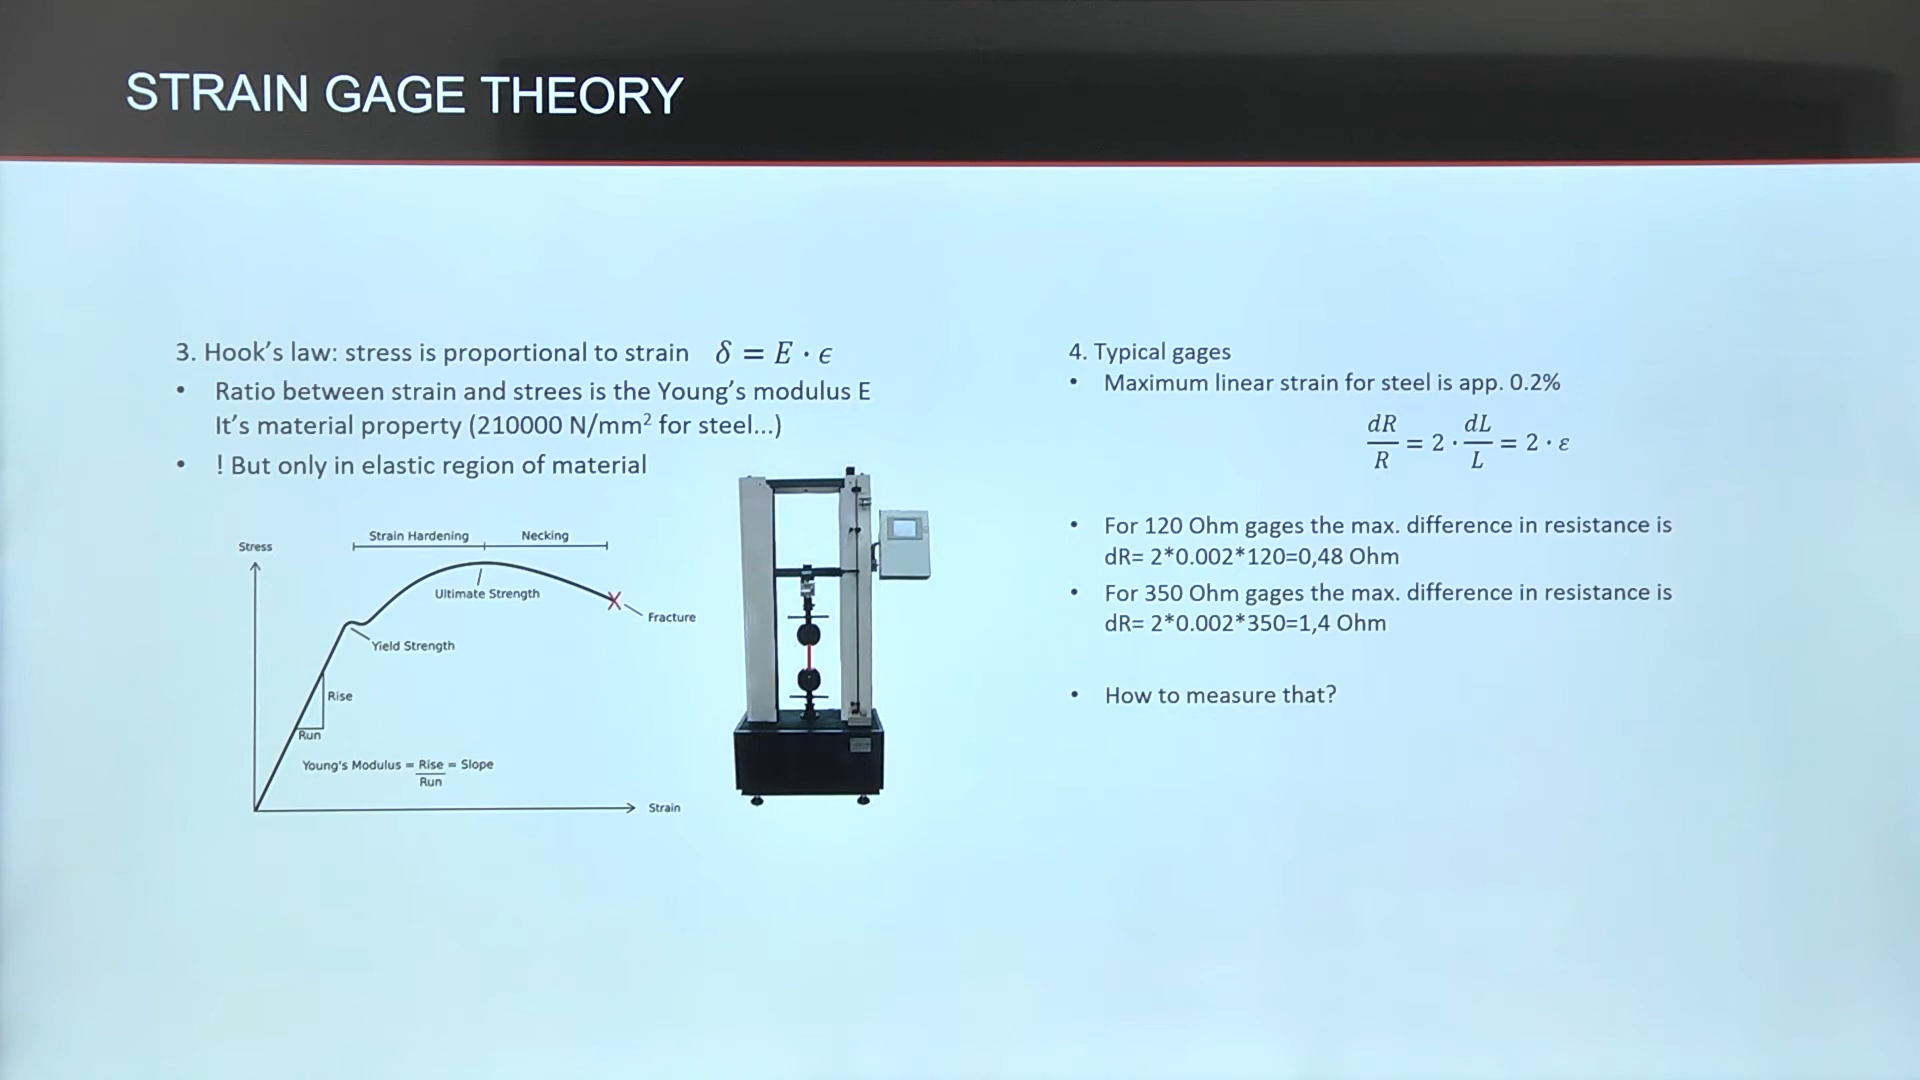 STRAIN GAGE THEORY
3. Hook's law: stress is proportional to strain δ = E · ϵ
• Ratio between strain and strees is the Young's modulus E
It's material property (210000 N/mm² for steel...)
• ! But only in elastic region of material
Strain Hardening Necking
Stress
Ultimate Strength
Fracture
Yield Strength
Rise
Run
Young's Modulus = Rise/Run = Slope
Strain
4. Typical gages
• Maximum linear strain for steel is app. 0.2%
dR/R = 2 · dL/L = 2 · ε
• For 120 Ohm gages the max. difference in resistance is
dR= 2*0.002*120=0,48 Ohm
• For 350 Ohm gages the max. difference in resistance is
dR= 2*0.002*350=1,4 Ohm
• How to measure that?